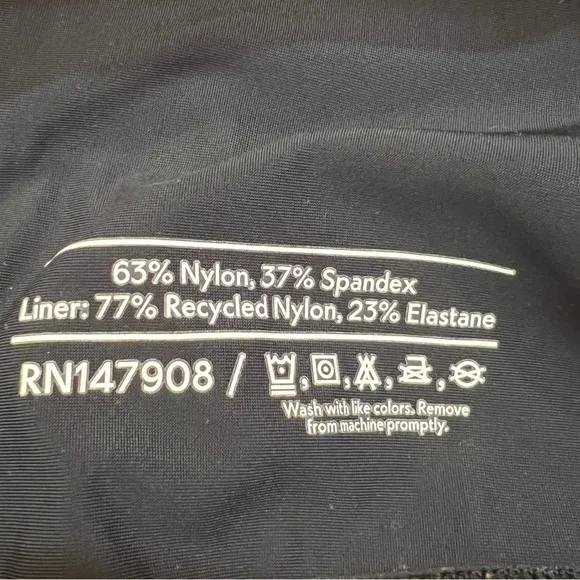 63% Nylon, 37% Spandex
Liner: 77% Recycled Nylon, 23% Elastane
RN147908 /
Wash with like colors. Remove
from machine promptly.